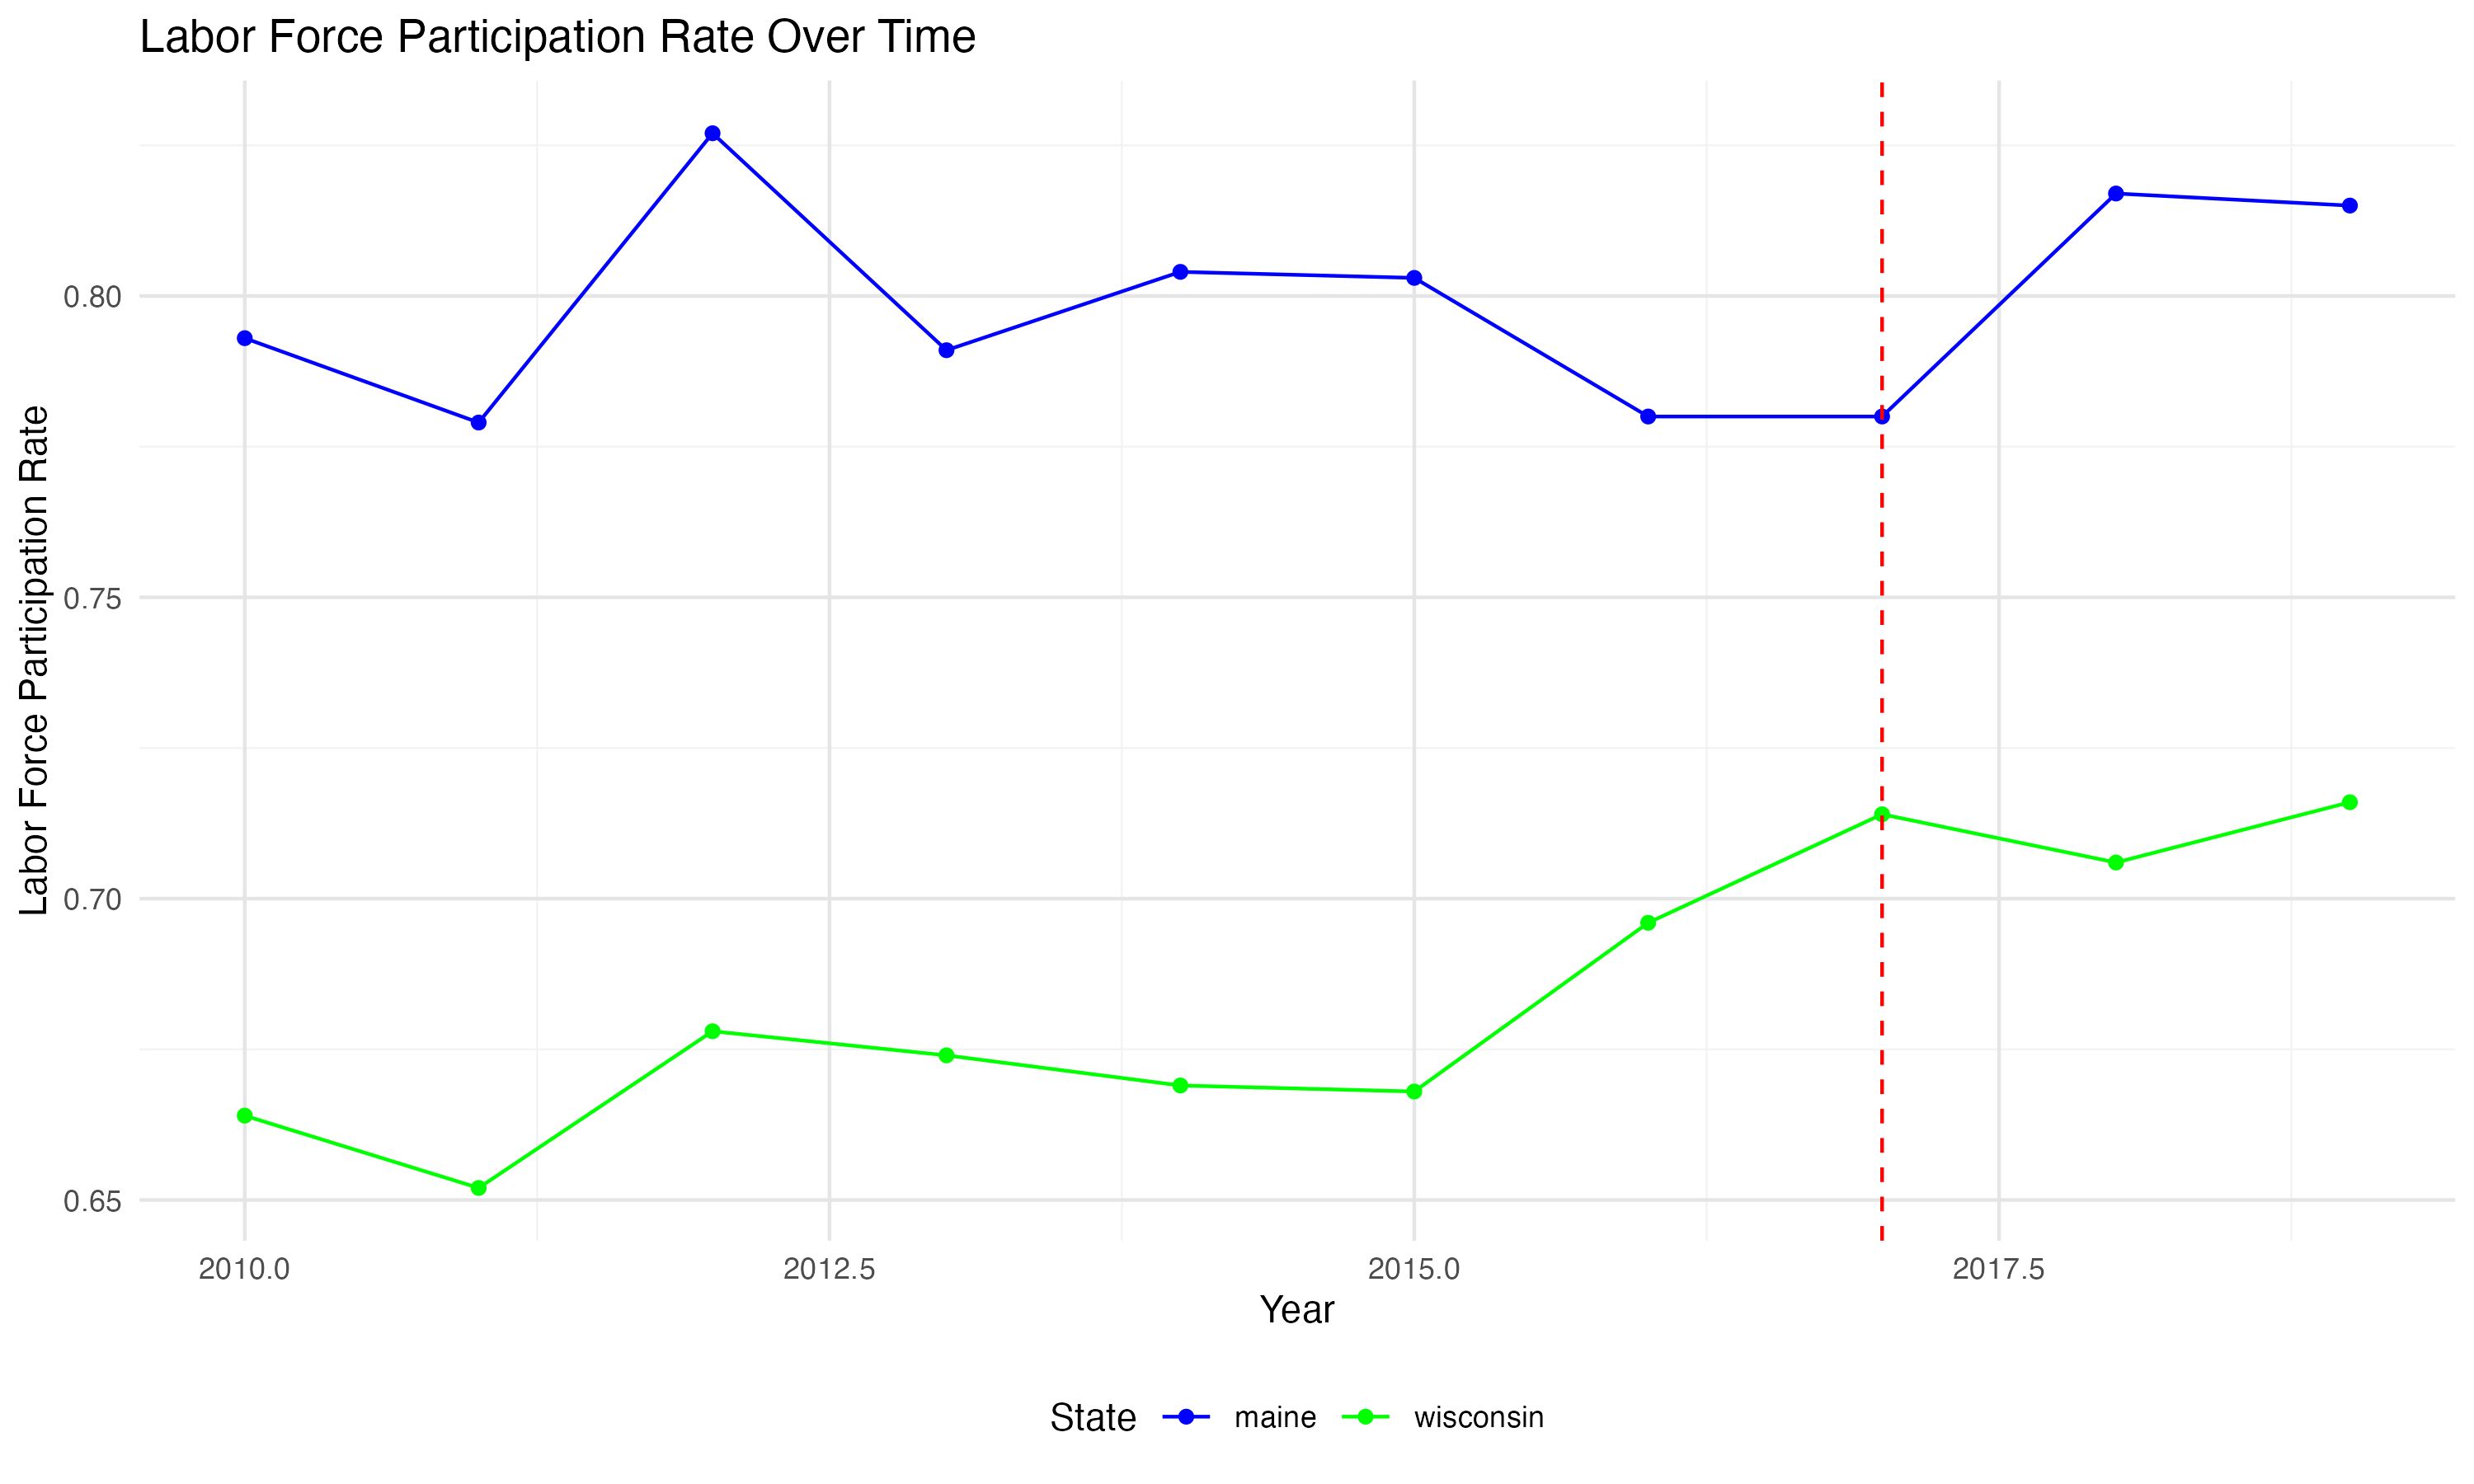 Labor Force Participation Rate Over Time
Labor Force Participation Rate
0.80
0.75
0.70
0.65
2010.0 2012.5 2015.0 2017.5
Year
State maine wisconsin